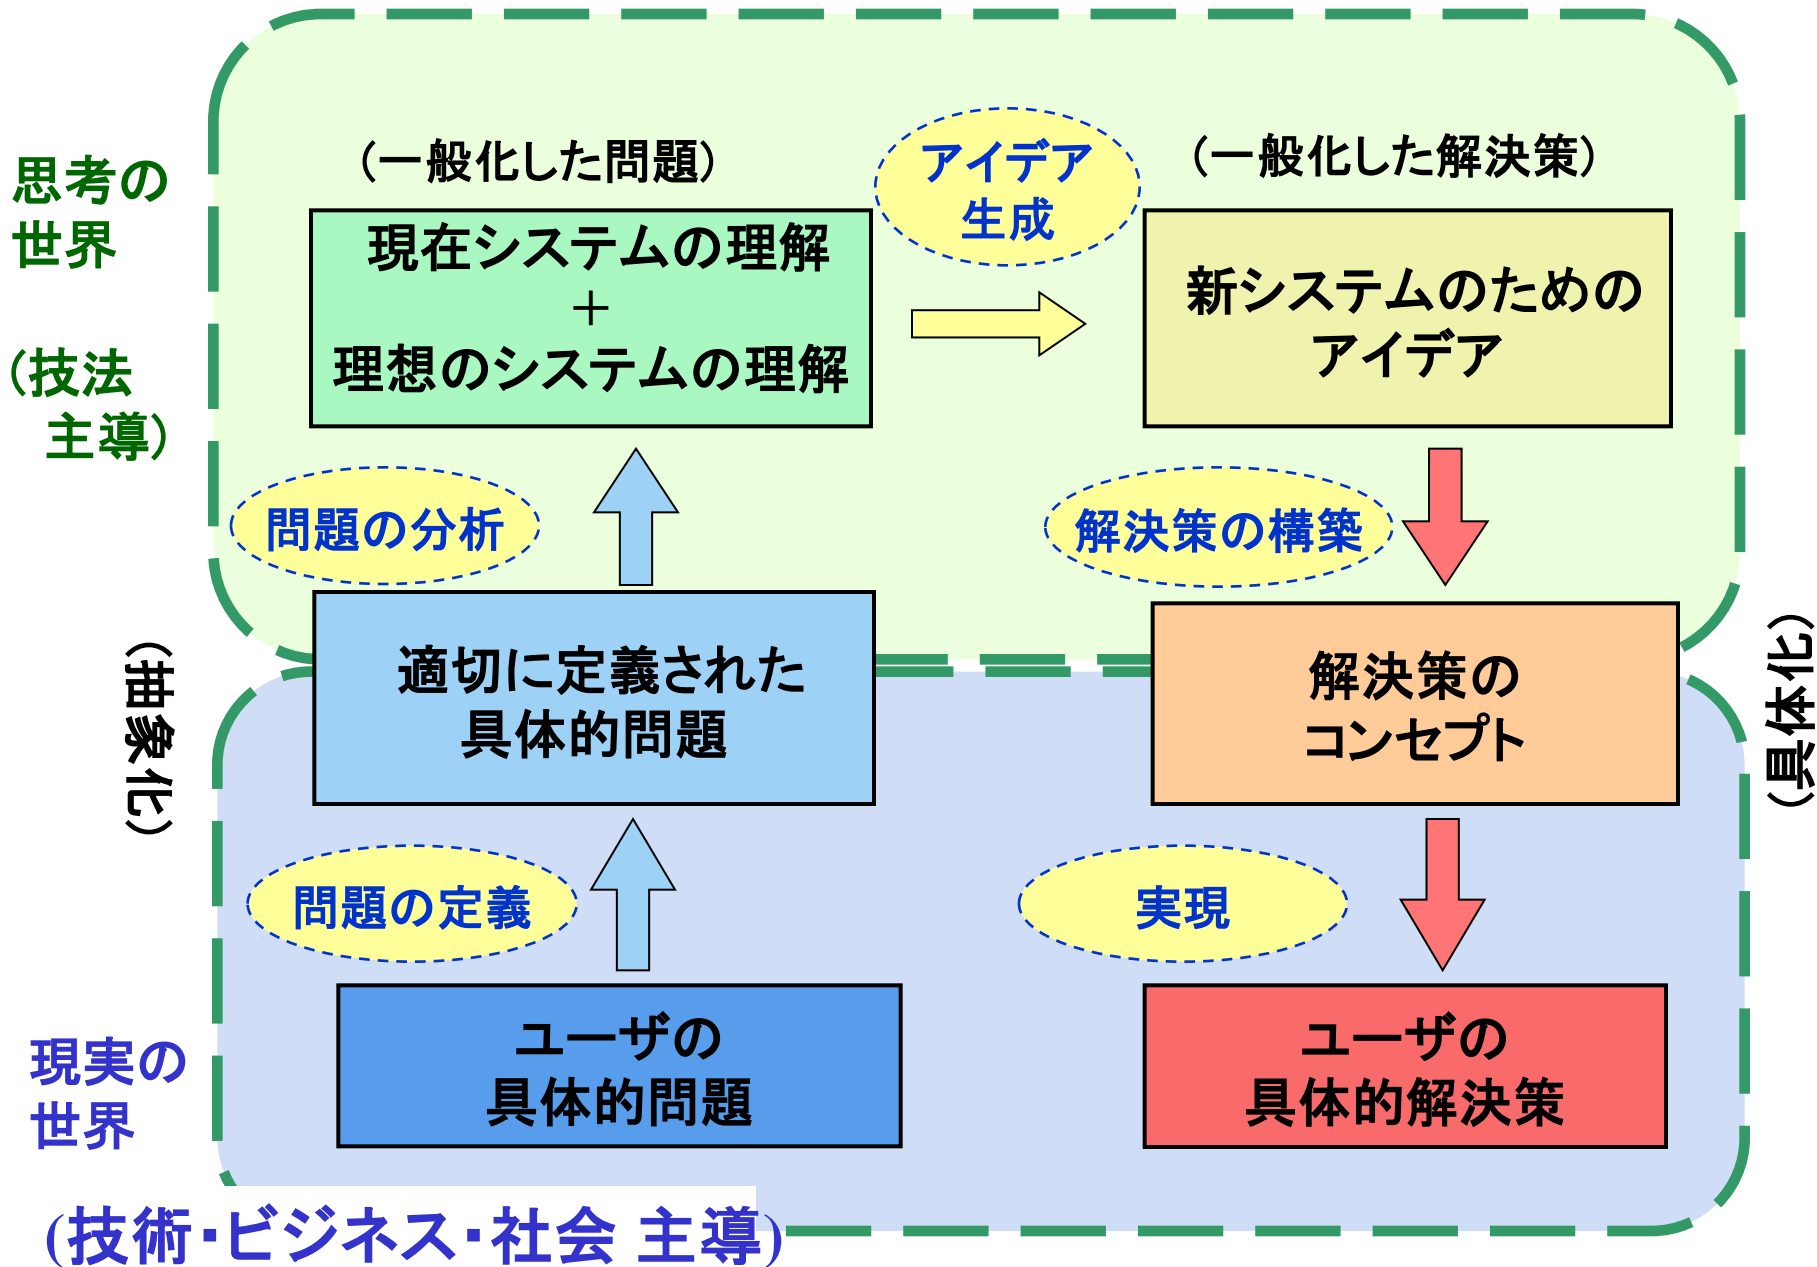 思考の
世界
（技法
主導）
（一般化した問題）
現在システムの理解
＋
理想のシステムの理解
アイデア
生成
（一般化した解決策）
新システムのための
アイデア
問題の分析
解決策の構築
（抽象化）
適切に定義された
具体的問題
解決策の
コンセプト
（具体化）
問題の定義
実現
現実の
世界
ユーザの
具体的問題
ユーザの
具体的解決策
(技術・ビジネス・社会 主導)